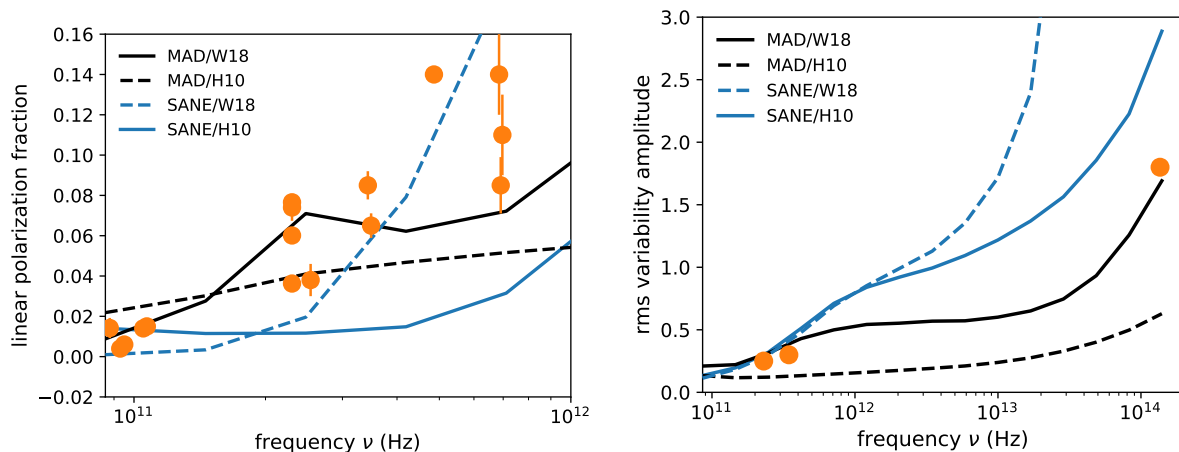 0.16
0.14
0.12
0.10
0.08
0.06
0.04
0.02
0.00
−0.02
linear polarization fraction
MAD/W18
MAD/H10
SANE/W18
SANE/H10
10¹¹
10¹²
frequency ν (Hz)
3.0
2.5
2.0
1.5
1.0
0.5
0.0
rms variability amplitude
MAD/W18
MAD/H10
SANE/W18
SANE/H10
10¹¹
10¹²
10¹³
10¹⁴
frequency ν (Hz)